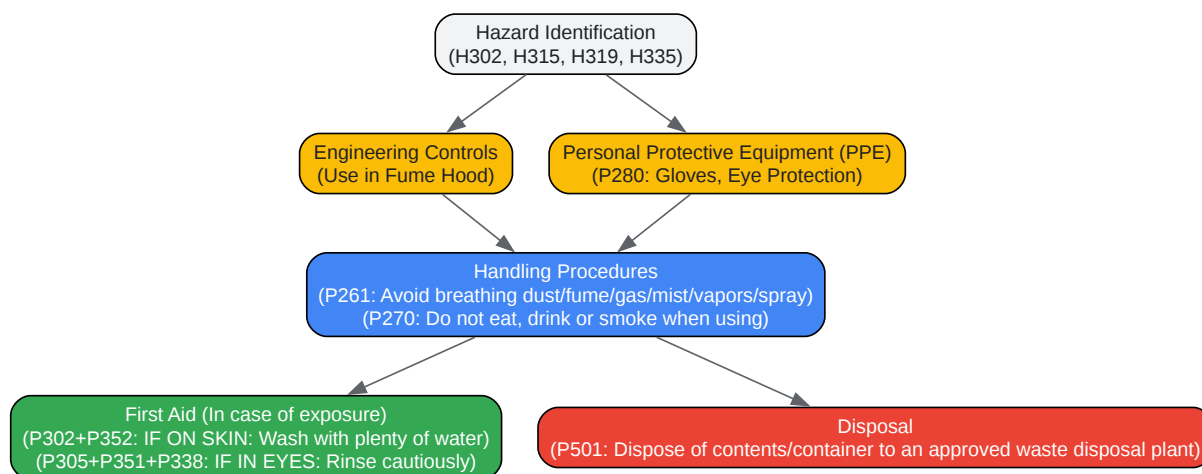 Hazard Identification
(H302, H315, H319, H335)
Engineering Controls
(Use in Fume Hood)
Personal Protective Equipment (PPE)
(P280: Gloves, Eye Protection)
Handling Procedures
(P261: Avoid breathing dust/fume/gas/mist/vapors/spray)
(P270: Do not eat, drink or smoke when using)
First Aid (In case of exposure)
(P302+P352: IF ON SKIN: Wash with plenty of water)
(P305+P351+P338: IF IN EYES: Rinse cautiously)
Disposal
(P501: Dispose of contents/container to an approved waste disposal plant)